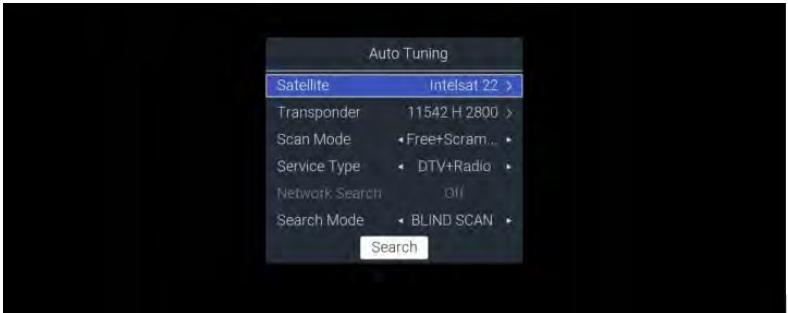 Auto Tuning
Satellite Intelsat 22 >
Transponder 11542 H 2800 >
Scan Mode ◂ Free+Scram... ▸
Service Type ◂ DTV+Radio ▸
Network Search Off
Search Mode ◂ BLIND SCAN ▸
Search